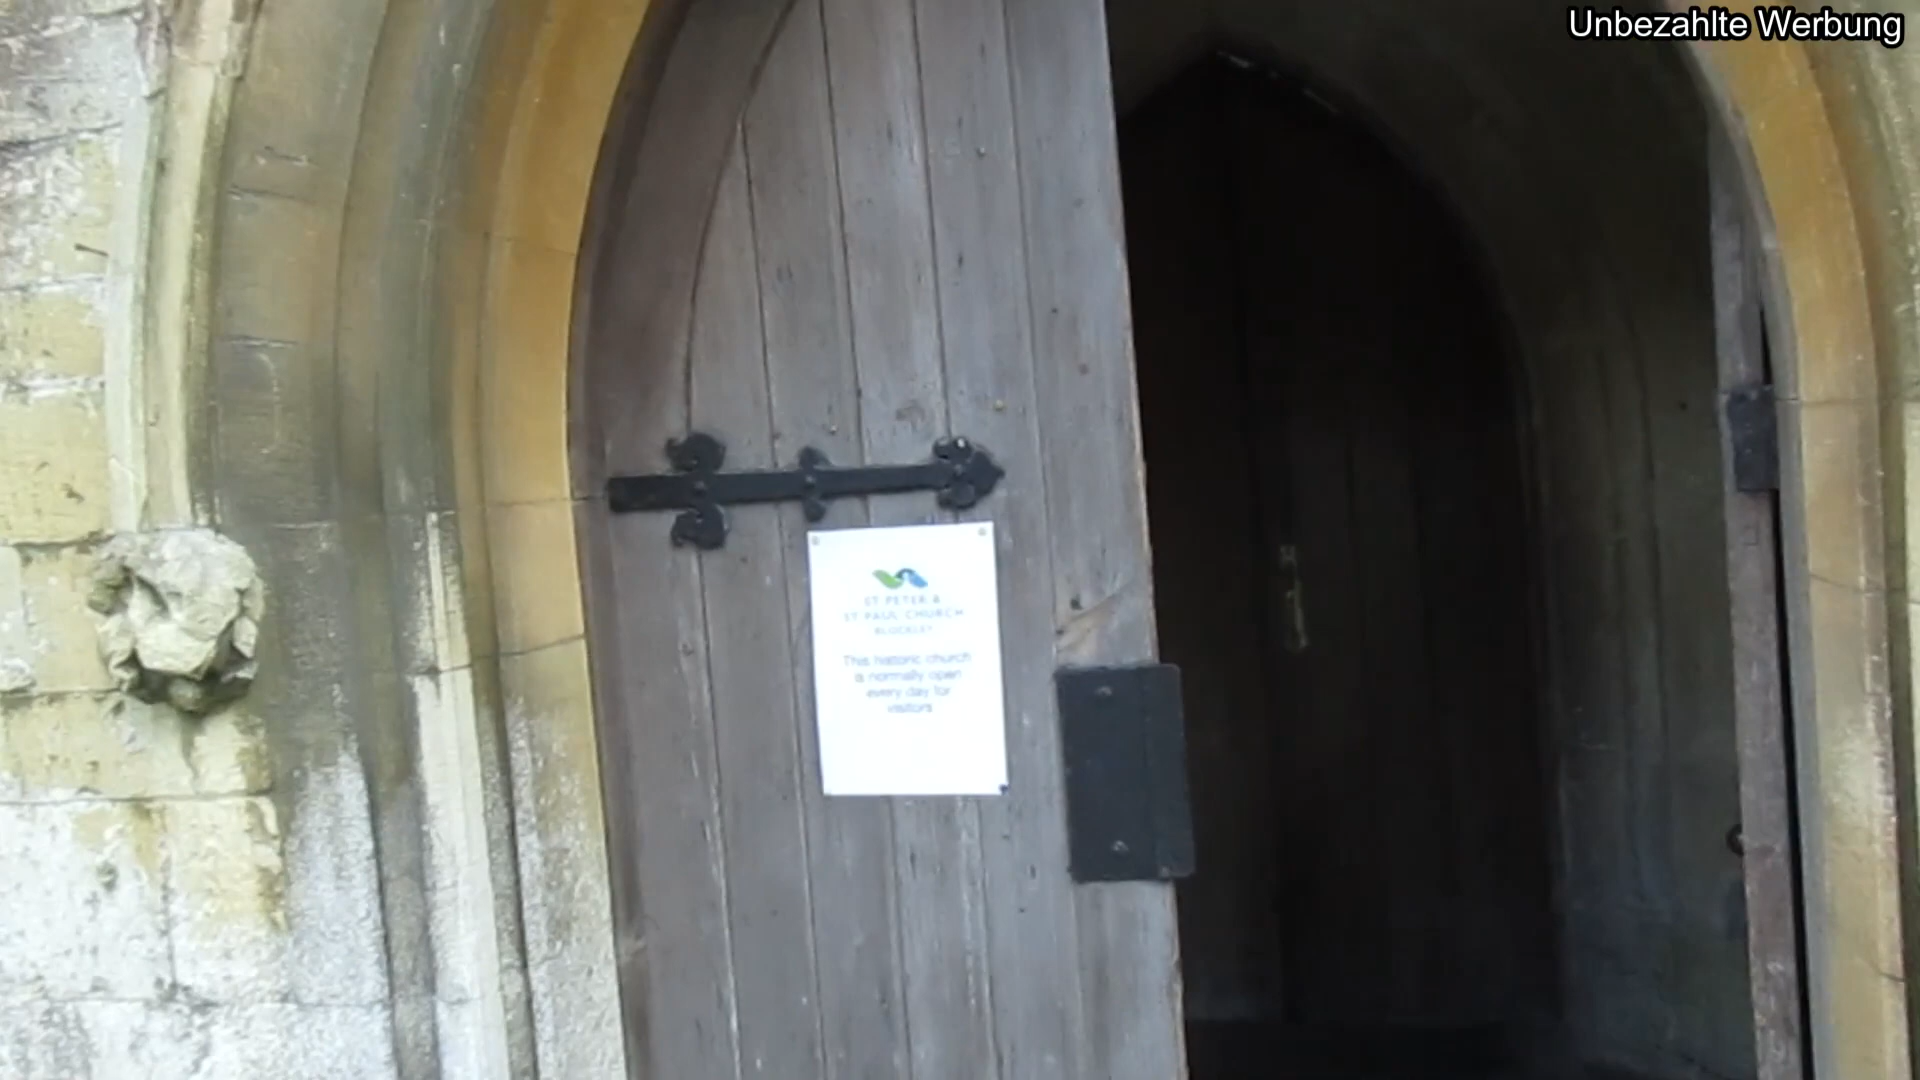 Unbezahlte Werbung
ST PETER &
ST PAUL CHURCH
BLOCKLEY
This historic church
is normally open
every day for
visitors